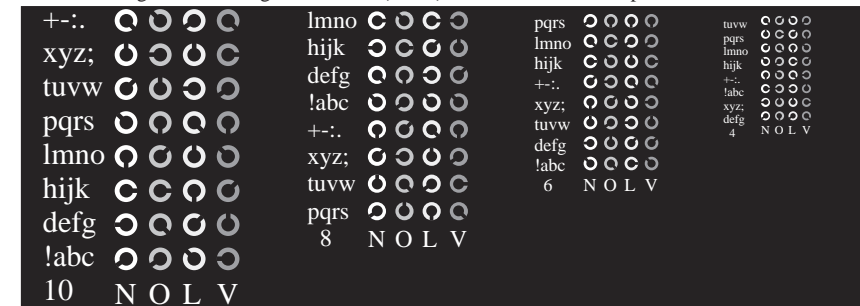 +-:.
xyz;
tuvw
pqrs
lmno
hijk
defg
!abc
10 N O L V
lmno
hijk
defg
!abc
+-:.
xyz;
tuvw
pqrs
8 N O L V
pqrs
lmno
hijk
+-:.
xyz;
tuvw
defg
!abc
6 N O L V
tuvw
pqrs
lmno
hijk
+-:.
!abc
xyz;
defg
4 N O L V